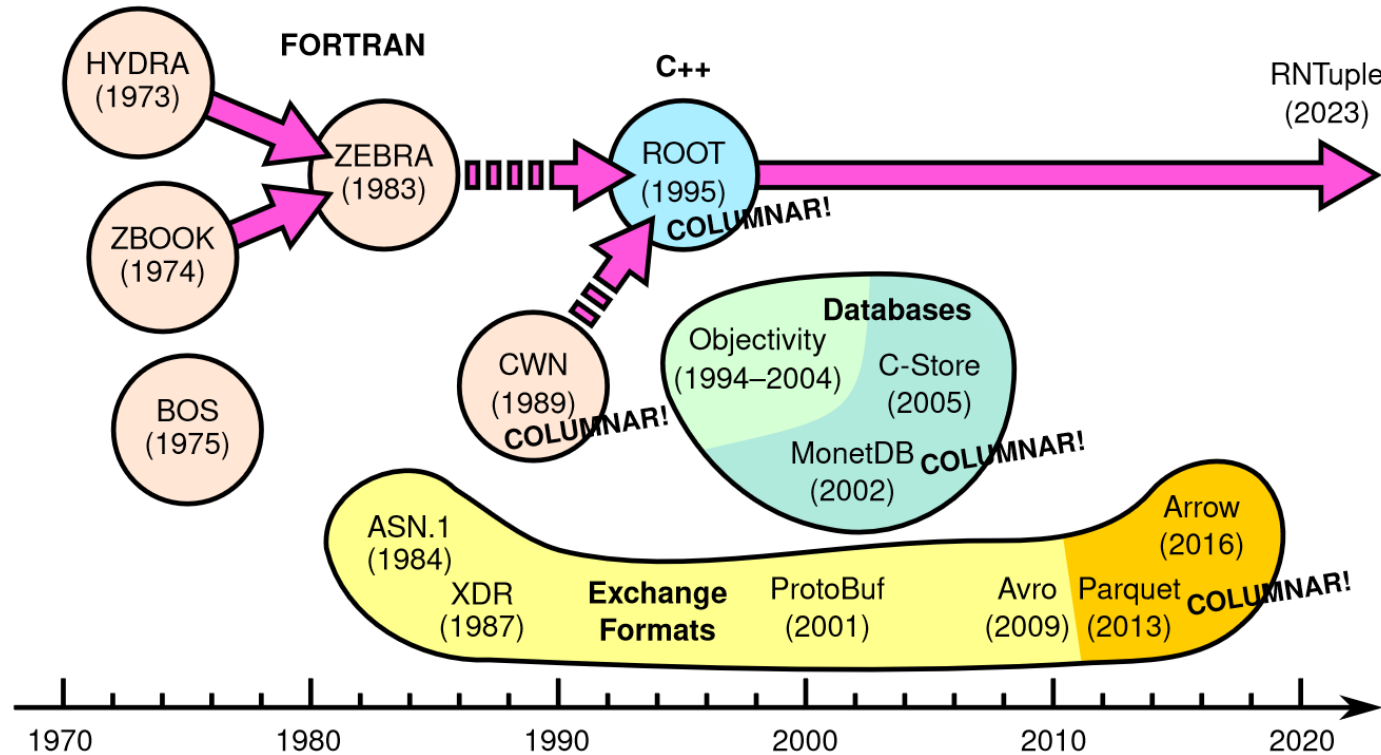 HYDRA
(1973)
FORTRAN
C++
RNTuple
(2023)
ZEBRA
(1983)
ROOT
(1995)
COLUMNAR!
ZBOOK
(1974)
BOS
(1975)
CWN
(1989)
COLUMNAR!
Databases
Objectivity
(1994–2004)
C-Store
(2005)
MonetDB
(2002)
COLUMNAR!
ASN.1
(1984)
XDR
(1987)
Exchange
Formats
ProtoBuf
(2001)
Avro
(2009)
Parquet
(2013)
Arrow
(2016)
COLUMNAR!
1970
1980
1990
2000
2010
2020